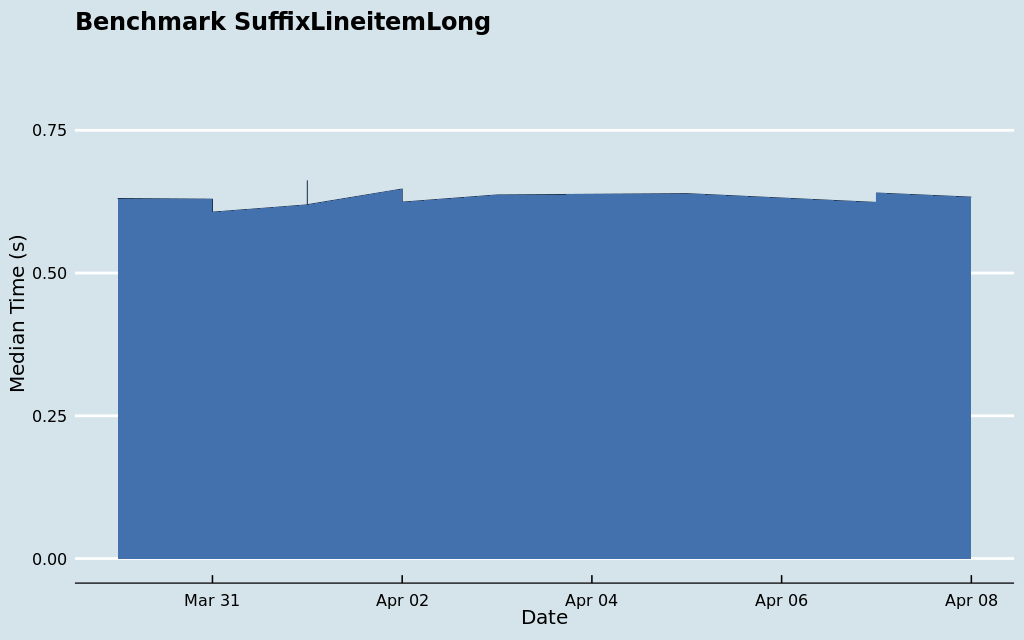 Benchmark SuffixLineitemLong
Median Time (s)
0.75
0.50
0.25
0.00
Mar 31
Apr 02
Apr 04
Apr 06
Apr 08
Date